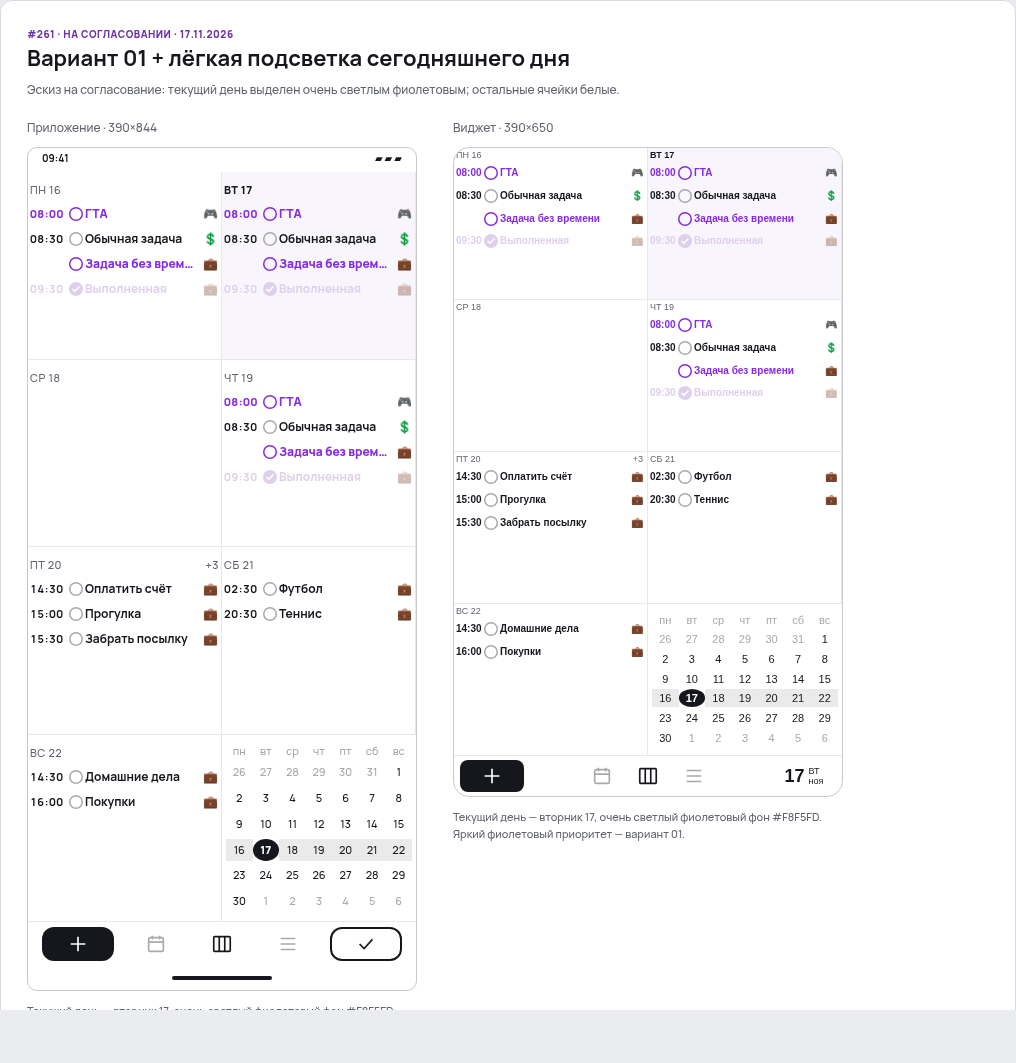 #261 · НА СОГЛАСОВАНИИ · 17.11.2026
Вариант 01 + лёгкая подсветка сегодняшнего дня
Эскиз на согласование: текущий день выделен очень светлым фиолетовым; остальные ячейки белые.
Приложение · 390×844
09:41
ПН 16
08:00 ГТА
08:30 Обычная задача
Задача без врем…
09:30 Выполненная
ВТ 17
08:00 ГТА
08:30 Обычная задача
Задача без врем…
09:30 Выполненная
СР 18
ЧТ 19
08:00 ГТА
08:30 Обычная задача
Задача без врем…
09:30 Выполненная
ПТ 20 +3
14:30 Оплатить счёт
15:00 Прогулка
15:30 Забрать посылку
СБ 21
02:30 Футбол
20:30 Теннис
ВС 22
14:30 Домашние дела
16:00 Покупки
пн вт ср чт пт сб вс
26 27 28 29 30 31 1
2 3 4 5 6 7 8
9 10 11 12 13 14 15
16 17 18 19 20 21 22
23 24 25 26 27 28 29
30 1 2 3 4 5 6
Текущий день — вторник 17, очень светлый фиолетовый фон #F8F5FD.
Виджет · 390×650
ПН 16
08:00 ГТА
08:30 Обычная задача
Задача без времени
09:30 Выполненная
ВТ 17
08:00 ГТА
08:30 Обычная задача
Задача без времени
09:30 Выполненная
СР 18
ЧТ 19
08:00 ГТА
08:30 Обычная задача
Задача без времени
09:30 Выполненная
ПТ 20 +3
14:30 Оплатить счёт
15:00 Прогулка
15:30 Забрать посылку
СБ 21
02:30 Футбол
20:30 Теннис
ВС 22
14:30 Домашние дела
16:00 Покупки
пн вт ср чт пт сб вс
26 27 28 29 30 31 1
2 3 4 5 6 7 8
9 10 11 12 13 14 15
16 17 18 19 20 21 22
23 24 25 26 27 28 29
30 1 2 3 4 5 6
17 ВТ
ноя
Текущий день — вторник 17, очень светлый фиолетовый фон #F8F5FD.
Яркий фиолетовый приоритет — вариант 01.